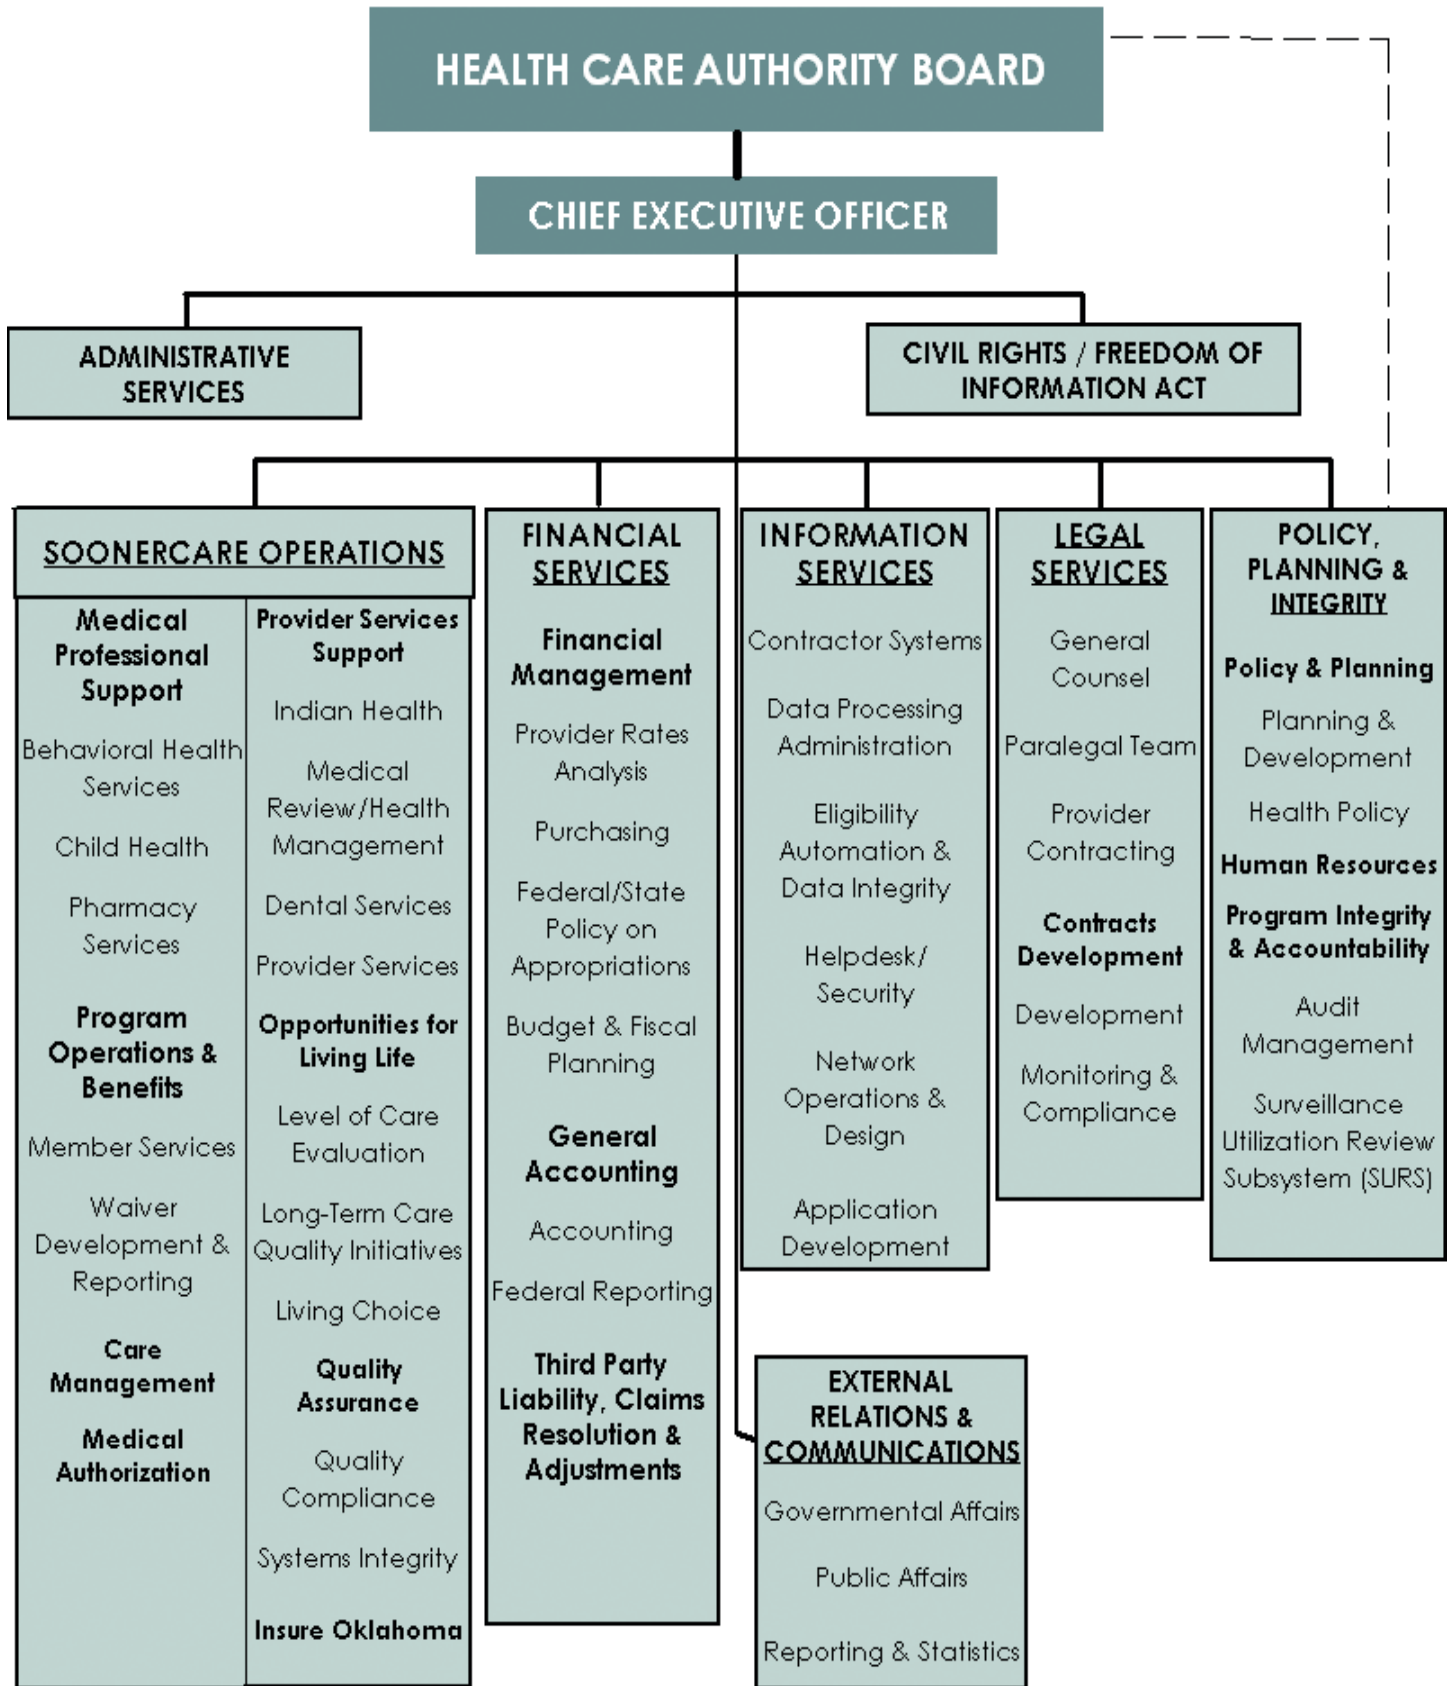 HEALTH CARE AUTHORITY BOARD
CHIEF EXECUTIVE OFFICER
ADMINISTRATIVE
SERVICES
CIVIL RIGHTS / FREEDOM OF
INFORMATION ACT
SOONERCARE OPERATIONS
Medical
Professional
Support
Behavioral Health
Services
Child Health
Pharmacy
Services
Program
Operations &
Benefits
Member Services
Waiver
Development &
Reporting
Care
Management
Medical
Authorization
Provider Services
Support
Indian Health
Medical
Review/Health
Management
Dental Services
Provider Services
Opportunities for
Living Life
Level of Care
Evaluation
Long-Term Care
Quality Initiatives
Living Choice
Quality
Assurance
Quality
Compliance
Systems Integrity
Insure Oklahoma
FINANCIAL
SERVICES
Financial
Management
Provider Rates
Analysis
Purchasing
Federal/State
Policy on
Appropriations
Budget & Fiscal
Planning
General
Accounting
Accounting
Federal Reporting
Third Party
Liability, Claims
Resolution &
Adjustments
INFORMATION
SERVICES
Contractor Systems
Data Processing
Administration
Eligibility
Automation &
Data Integrity
Helpdesk/
Security
Network
Operations &
Design
Application
Development
LEGAL
SERVICES
General
Counsel
Paralegal Team
Provider
Contracting
Contracts
Development
Development
Monitoring &
Compliance
POLICY,
PLANNING &
INTEGRITY
Policy & Planning
Planning &
Development
Health Policy
Human Resources
Program Integrity
& Accountability
Audit
Management
Surveillance
Utilization Review
Subsystem (SURS)
EXTERNAL
RELATIONS &
COMMUNICATIONS
Governmental Affairs
Public Affairs
Reporting & Statistics